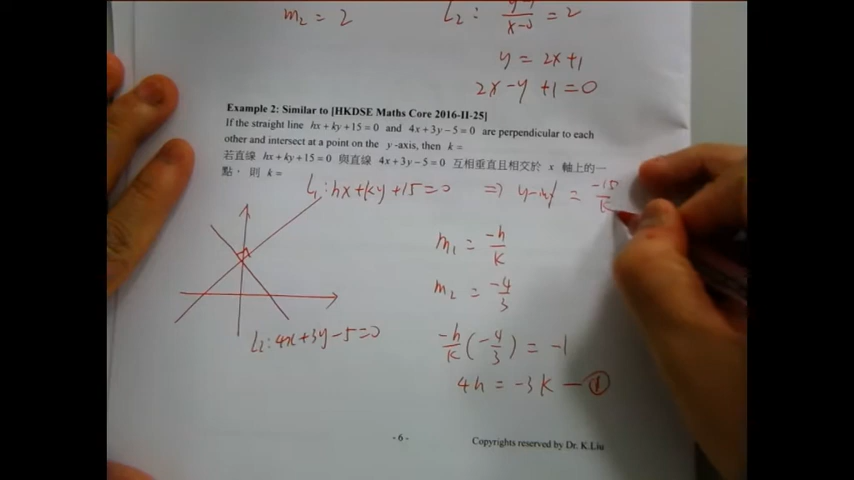 m₂ = 2
L₂ : y-1/x-0 = 2
y = 2x+1
2x-y+1=0
Example 2: Similar to [HKDSE Maths Core 2016-II-25]
If the straight line hx+ky+15=0 and 4x+3y-5=0 are perpendicular to each
other and intersect at a point on the y-axis, then k =
若直線 hx+ky+15=0 與直線 4x+3y-5=0 互相垂直且相交於 x 軸上的一
點，則 k =
L₁ : hx+ky+15=0 ⇒ y-int = -15/k
m₁ = -h/k
m₂ = -4/3
L₂: 4x+3y-5=0
-h/k (-4/3) = -1
4h = -3k — ①
- 6 -
Copyrights reserved by Dr. K.Liu